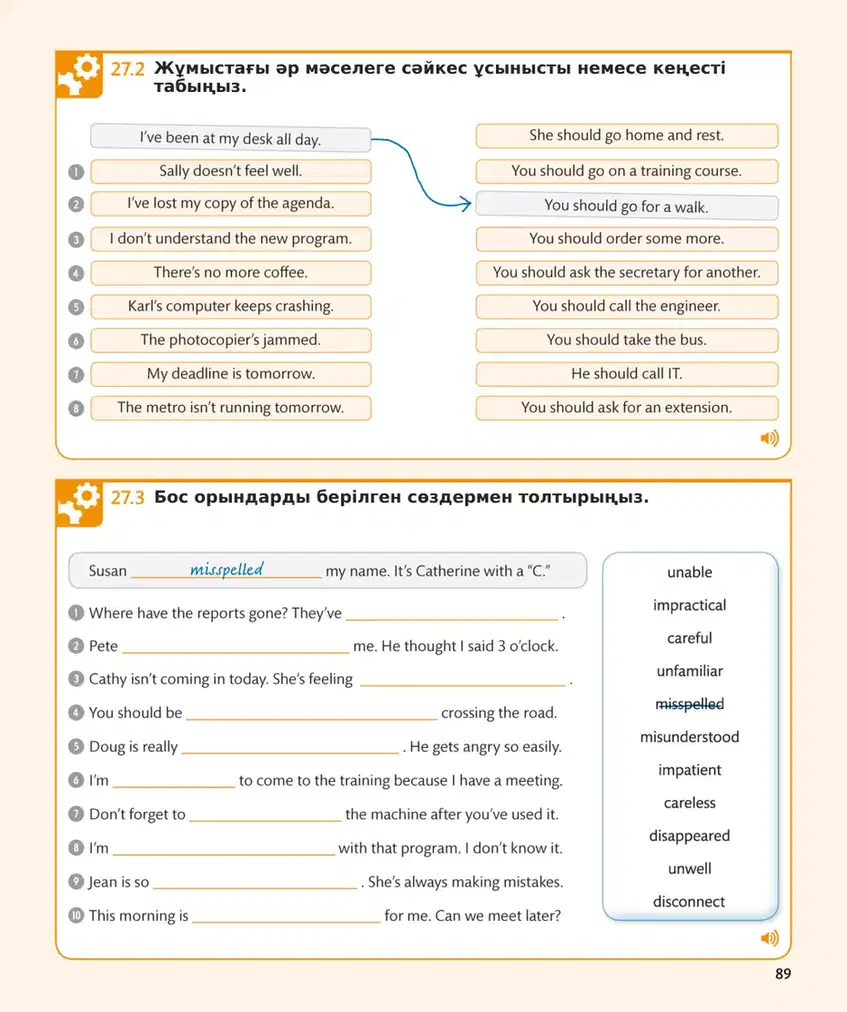 27.2 Жұмыстағы әр мәселеге сәйкес ұсынысты немесе кеңесті
табыңыз.
I've been at my desk all day.
She should go home and rest.
1 Sally doesn't feel well.
You should go on a training course.
2 I've lost my copy of the agenda.
You should go for a walk.
3 I don't understand the new program.
You should order some more.
4 There's no more coffee.
You should ask the secretary for another.
5 Karl's computer keeps crashing.
You should call the engineer.
6 The photocopier's jammed.
You should take the bus.
7 My deadline is tomorrow.
He should call IT.
8 The metro isn't running tomorrow.
You should ask for an extension.
27.3 Бос орындарды берілген сөздермен толтырыңыз.
Susan misspelled my name. It's Catherine with a "C."
1 Where have the reports gone? They've ______ .
2 Pete ______ me. He thought I said 3 o'clock.
3 Cathy isn't coming in today. She's feeling ______ .
4 You should be ______ crossing the road.
5 Doug is really ______ . He gets angry so easily.
6 I'm ______ to come to the training because I have a meeting.
7 Don't forget to ______ the machine after you've used it.
8 I'm ______ with that program. I don't know it.
9 Jean is so ______ . She's always making mistakes.
10 This morning is ______ for me. Can we meet later?
unable
impractical
careful
unfamiliar
misspelled
misunderstood
impatient
careless
disappeared
unwell
disconnect
89